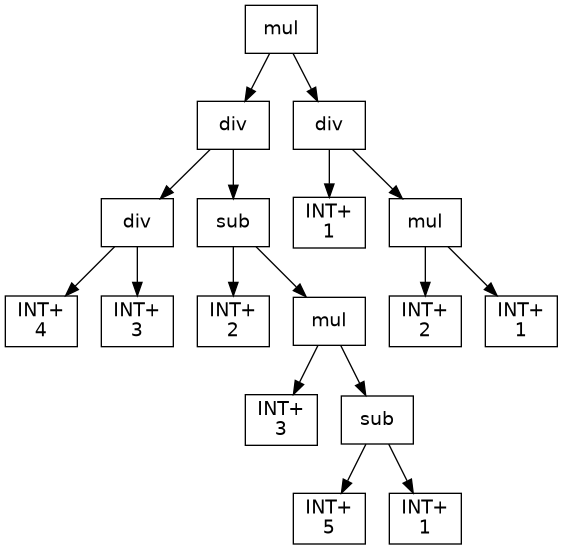 mul
div
div
div
sub
INT+
1
mul
INT+
4
INT+
3
INT+
2
mul
INT+
2
INT+
1
INT+
3
sub
INT+
5
INT+
1